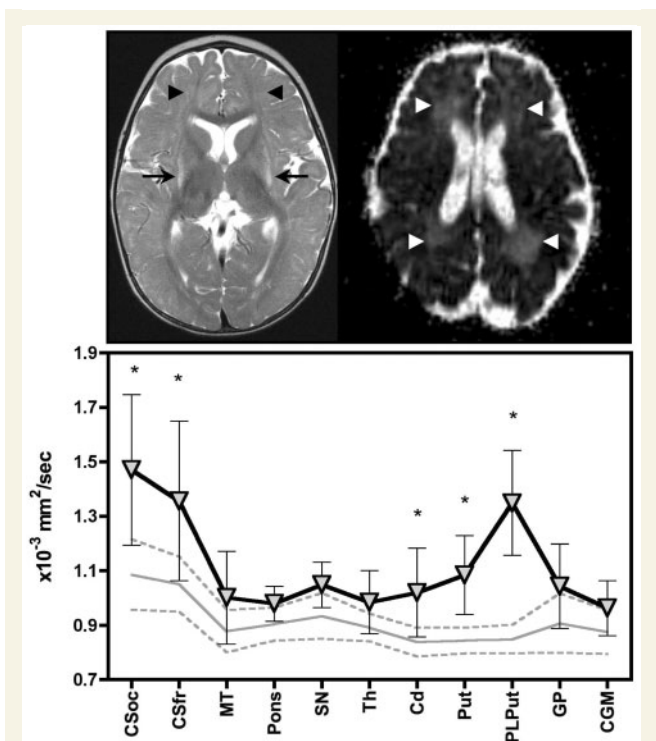 1.9
1.7
1.5
1.3
1.1
0.9
0.7
x10⁻³ mm²/sec
* * * * *
CSoc
CSfr
MT
Pons
SN
Th
Cd
Put
PLPut
GP
CGM